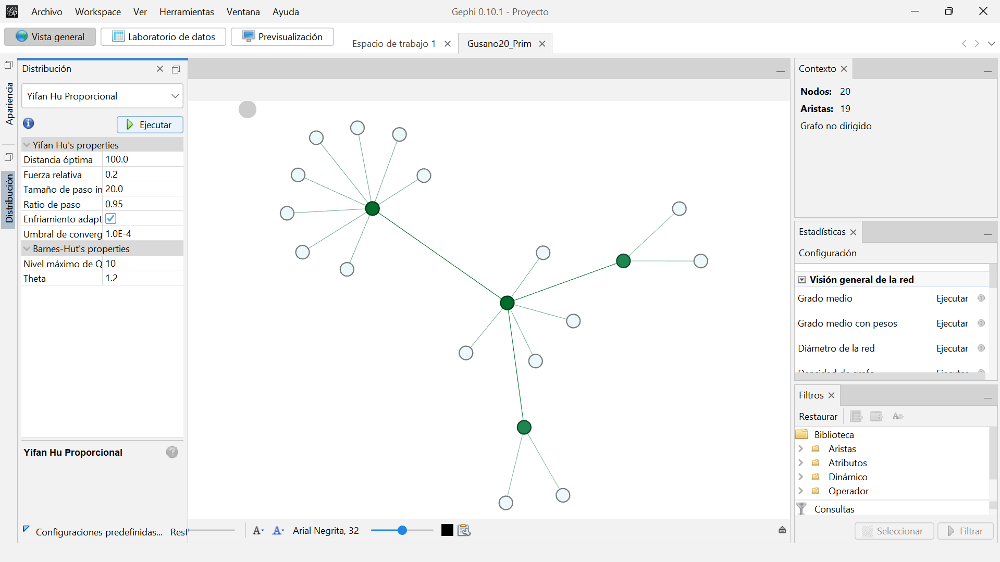 Archivo Workspace Ver Herramientas Ventana Ayuda Gephi 0.10.1 - Proyecto
Vista general Laboratorio de datos Previsualización Espacio de trabajo 1 Gusano20_Prim
Apariencia
Distribución
Distribución
Yifan Hu Proporcional
Ejecutar
Yifan Hu's properties
Distancia óptima 100.0
Fuerza relativa 0.2
Tamaño de paso in 20.0
Ratio de paso 0.95
Enfriamiento adapt
Umbral de converg 1.0E-4
Barnes-Hut's properties
Nivel máximo de Q 10
Theta 1.2
Yifan Hu Proporcional
Configuraciones predefinidas... Rest
Arial Negrita, 32
Contexto
Nodos: 20
Aristas: 19
Grafo no dirigido
Estadísticas
Configuración
Visión general de la red
Grado medio Ejecutar
Grado medio con pesos Ejecutar
Diámetro de la red Ejecutar
Densidad de grafo Ejecutar
Filtros
Restaurar
Biblioteca
Aristas
Atributos
Dinámico
Operador
Consultas
Seleccionar Filtrar